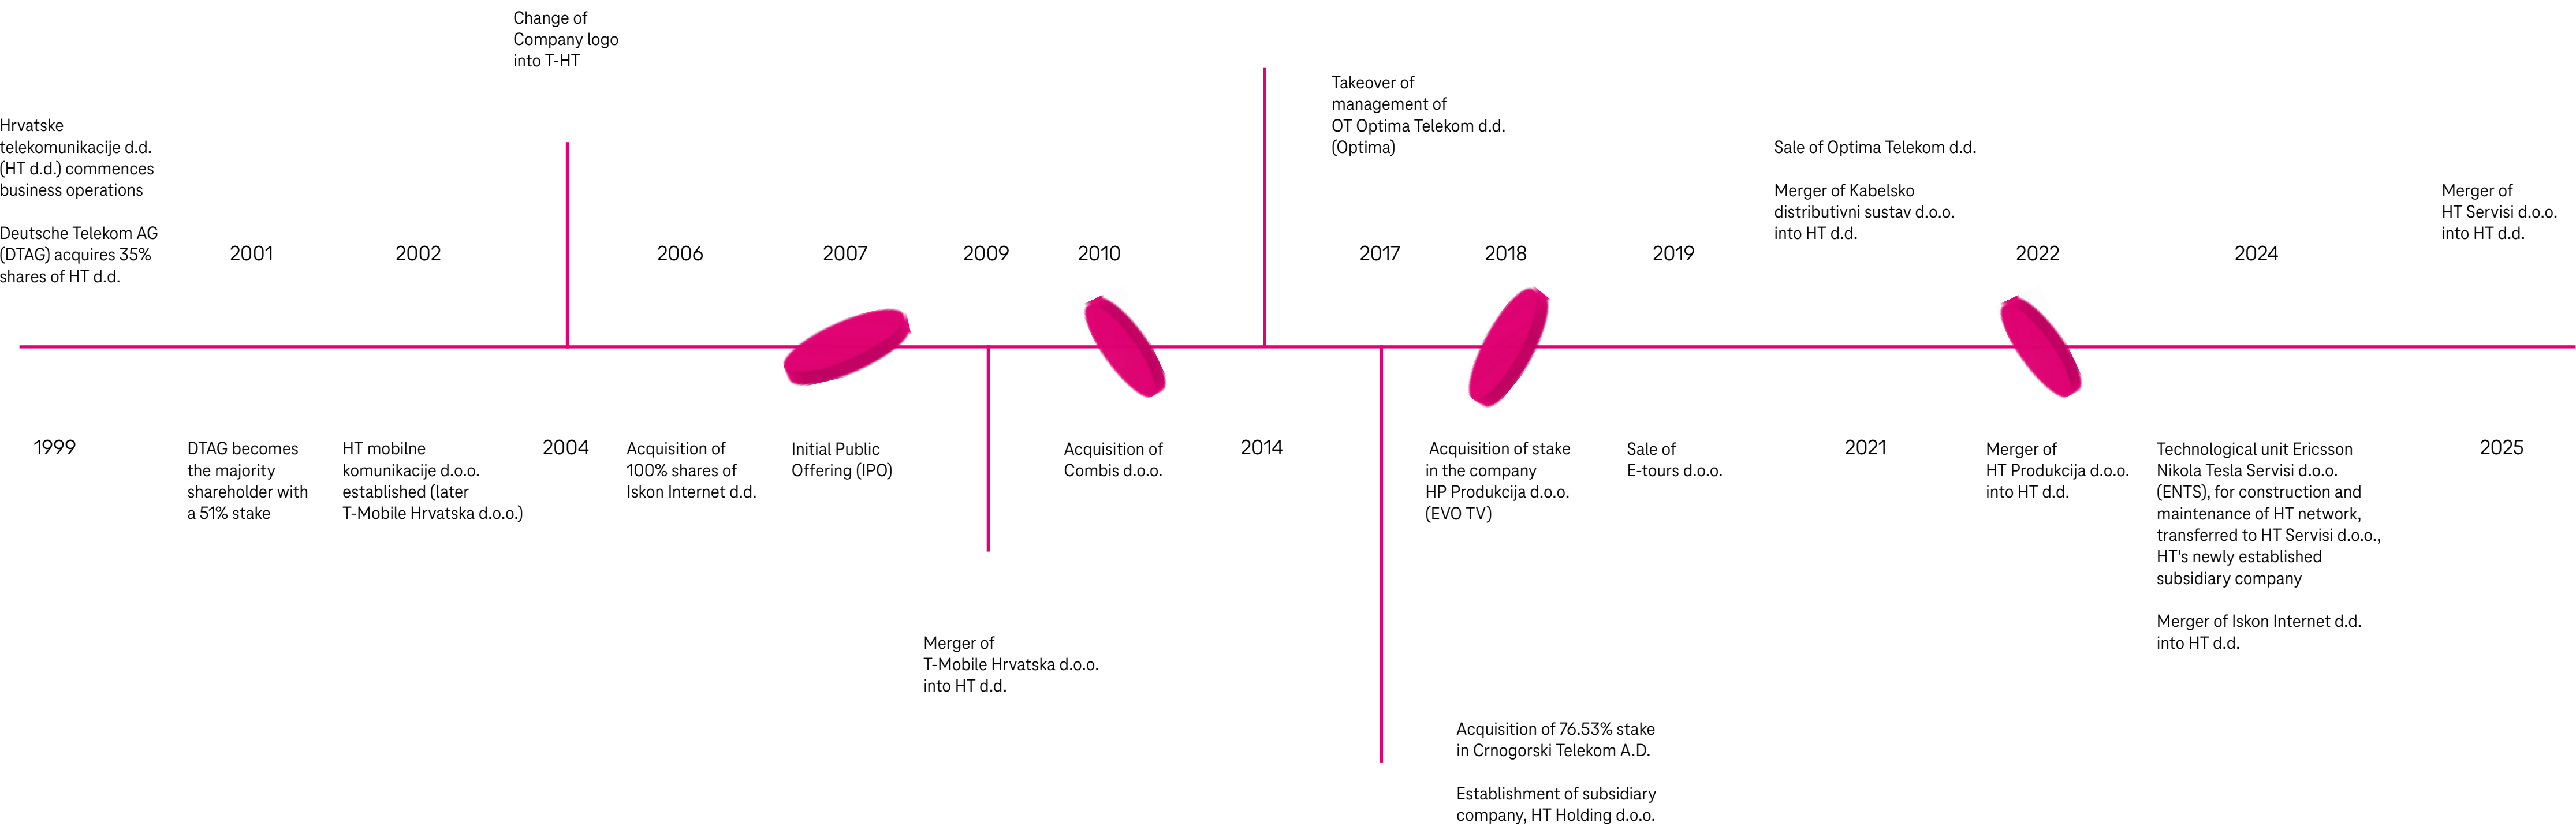 1999
Hrvatske
telekomunikacije d.d.
(HT d.d.) commences
business operations
Deutsche Telekom AG
(DTAG) acquires 35%
shares of HT d.d.
2001
DTAG becomes
the majority
shareholder with
a 51% stake
2002
HT mobilne
komunikacije d.o.o.
established (later
T-Mobile Hrvatska d.o.o.)
2004
Change of
Company logo
into T-HT
2006
Acquisition of
100% shares of
Iskon Internet d.d.
2007
Initial Public
Offering (IPO)
2009
Merger of
T-Mobile Hrvatska d.o.o.
into HT d.d.
2010
Acquisition of
Combis d.o.o.
2014
Takeover of
management of
OT Optima Telekom d.d.
(Optima)
2017
Acquisition of 76.53% stake
in Crnogorski Telekom A.D.
Establishment of subsidiary
company, HT Holding d.o.o.
2018
Acquisition of stake
in the company
HP Produkcija d.o.o.
(EVO TV)
2019
Sale of
E-tours d.o.o.
2021
Sale of Optima Telekom d.d.
Merger of Kabelsko
distributivni sustav d.o.o.
into HT d.d.
2022
Merger of
HT Produkcija d.o.o.
into HT d.d.
2024
Technological unit Ericsson
Nikola Tesla Servisi d.o.o.
(ENTS), for construction and
maintenance of HT network,
transferred to HT Servisi d.o.o.,
HT's newly established
subsidiary company
Merger of Iskon Internet d.d.
into HT d.d.
2025
Merger of
HT Servisi d.o.o.
into HT d.d.